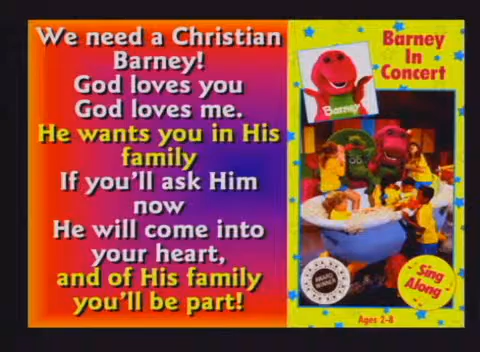 We need a Christian
Barney!
God loves you
God loves me.
He wants you in His
family
If you'll ask Him
now
He will come into
your heart,
and of His family
you'll be part!
Barney
In
Concert
Barney
AWARD
WINNER
Sing
Along
Ages 2-8